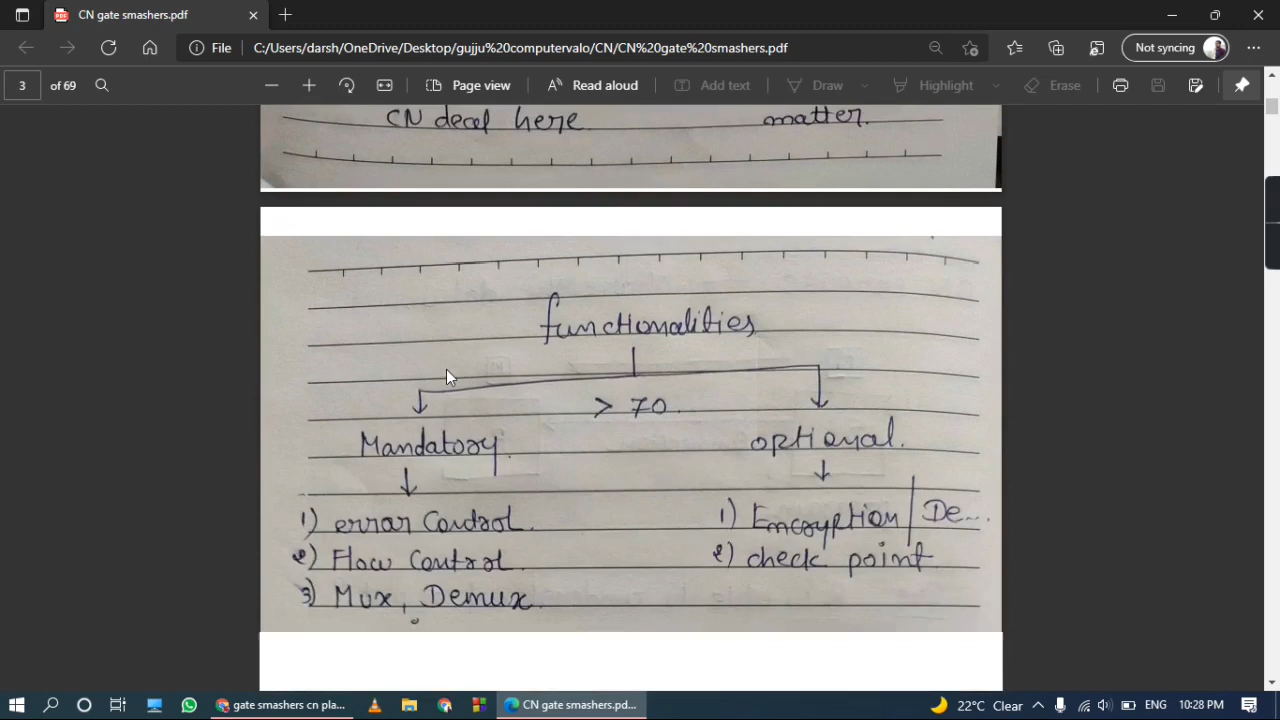 CN gate smashers.pdf
File
C:/Users/darsh/OneDrive/Desktop/gujju%20computervalo/CN/CN%20gate%20smashers.pdf
Not syncing
3 of 69
Page view
Read aloud
Add text
Draw
Highlight
Erase
CN deal here matter.
functionalities
> 70.
Mandatory. optional.
1) error Control. 1) Encryption | De...
2) Flow Control. 2) check point
3) Mux, Demux.
gate smashers cn pla...
CN gate smashers.pd...
22°C Clear
ENG
10:28 PM